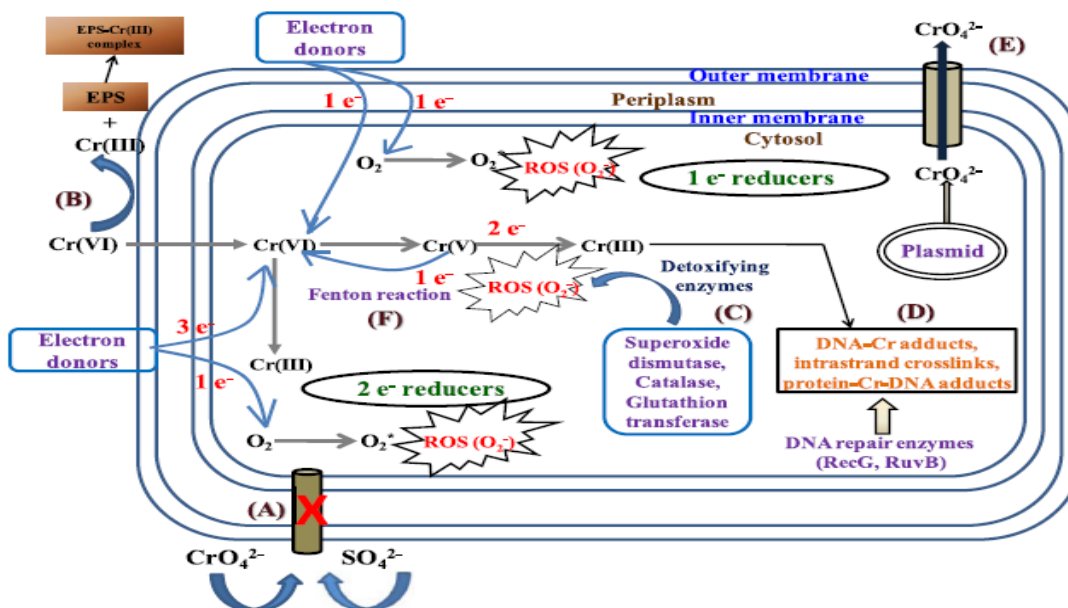 EPS-Cr(III)
complex
EPS
+
Cr(III)
(B)
Cr(VI)
Electron
donors
1 e⁻
1 e⁻
O₂
O₂
ROS (O₂⁻)
1 e⁻ reducers
Outer membrane
Periplasm
Inner membrane
Cytosol
CrO₄²⁻
(E)
CrO₄²⁻
Plasmid
Cr(VI)
Cr(V)
2 e⁻
Cr(III)
1 e⁻
Fenton reaction
(F)
ROS (O₂⁻)
Detoxifying
enzymes
(C)
Superoxide
dismutase,
Catalase,
Glutathion
transferase
(D)
DNA-Cr adducts,
intrastrand crosslinks,
protein-Cr-DNA adducts
DNA repair enzymes
(RecG, RuvB)
Electron
donors
3 e⁻
1 e⁻
Cr(III)
2 e⁻ reducers
O₂
O₂*
ROS (O₂⁻)
(A)
X
CrO₄²⁻
SO₄²⁻